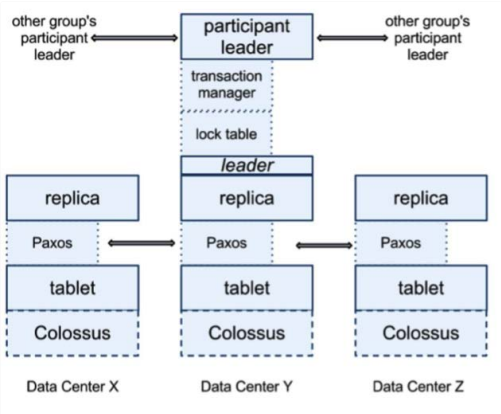 other group's
participant
leader
participant
leader
other group's
participant
leader
transaction
manager
lock table
leader
replica
replica
replica
Paxos
Paxos
Paxos
tablet
tablet
tablet
Colossus
Colossus
Colossus
Data Center X
Data Center Y
Data Center Z